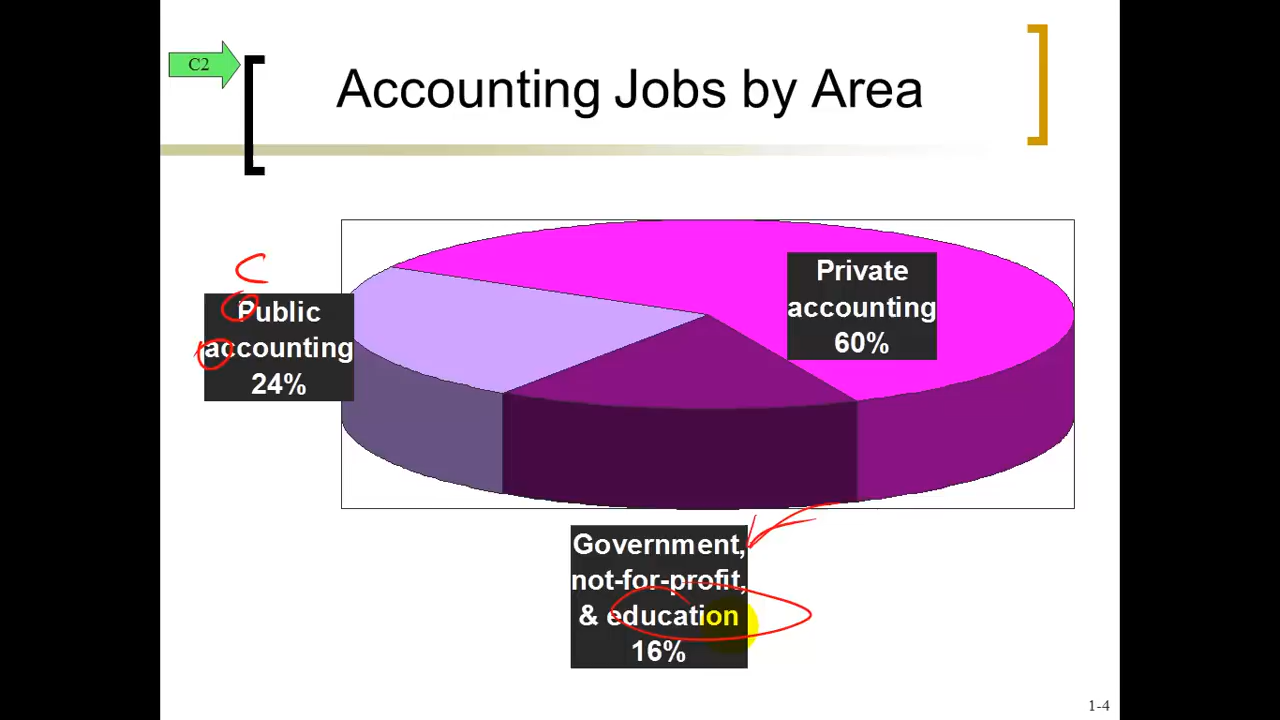 C2
Accounting Jobs by Area
Private
accounting
60%
C
Public
accounting
24%
Government,
not-for-profit,
& education
16%
1-4